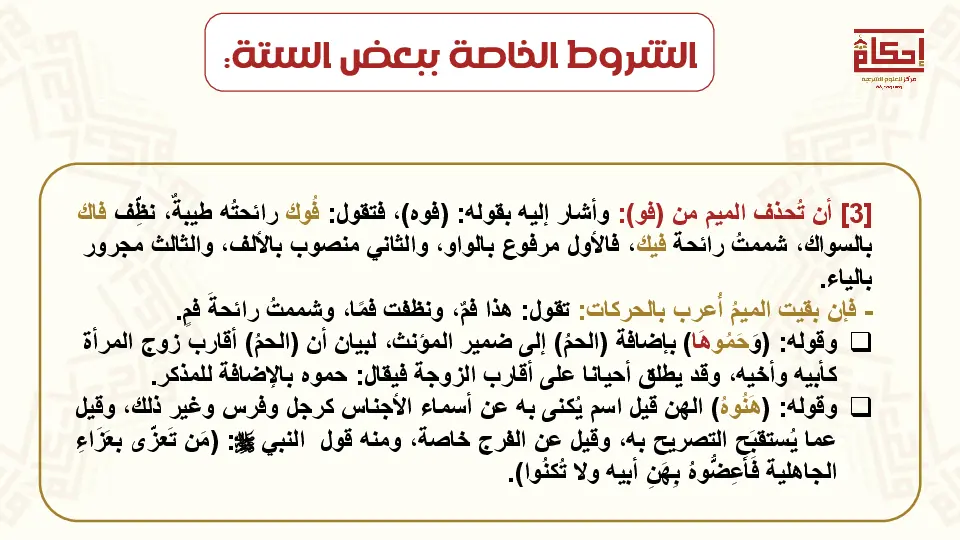 الشروط الخاصة ببعض الستة:
إحكام
مركز للعلوم الشرعية
[3] أن تُحذف الميم من (فو): وأشار إليه بقوله: (فوه)، فتقول: فُوك رائحتُه طيبةٌ، نظِّف فاك
بالسواك، شممتُ رائحة فيك، فالأول مرفوع بالواو، والثاني منصوب بالألف، والثالث مجرور
بالياء.
- فإن بقيت الميمُ أُعرب بالحركات: تقول: هذا فمٌ، ونظفت فمًا، وشممتُ رائحةَ فمٍ.
❑ وقوله: (وَحَمُوهَا) بإضافة (الحمُ) إلى ضمير المؤنث، لبيان أن (الحمُ) أقارب زوج المرأة
كأبيه وأخيه، وقد يطلق أحيانا على أقارب الزوجة فيقال: حموه بالإضافة للمذكر.
❑ وقوله: (هَنُوهُ) الهن قيل اسم يُكنى به عن أسماء الأجناس كرجل وفرس وغير ذلك، وقيل
عما يُستقبَح التصريح به، وقيل عن الفرج خاصة، ومنه قول النبي ﷺ: (مَن تَعزّى بعَزَاءِ
الجاهلية فَأَعِضُّوهُ بِهَنِ أبيه ولا تُكنُوا).